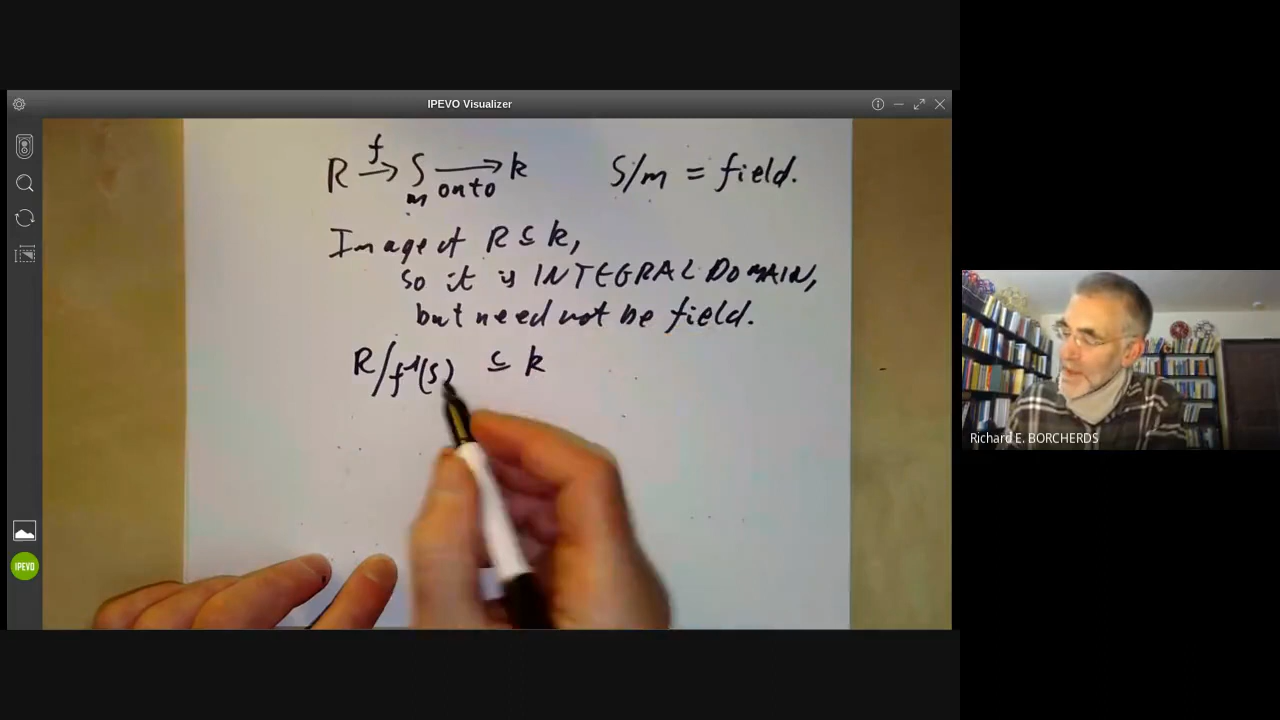 IPEVO Visualizer
R f→ S →onto k S/m = field.
m
Image of R ⊆ k,
so it is INTEGRAL DOMAIN,
but need not be field.
R/f⁻¹(S) ⊆ k
Richard E. BORCHERDS
IPEVO